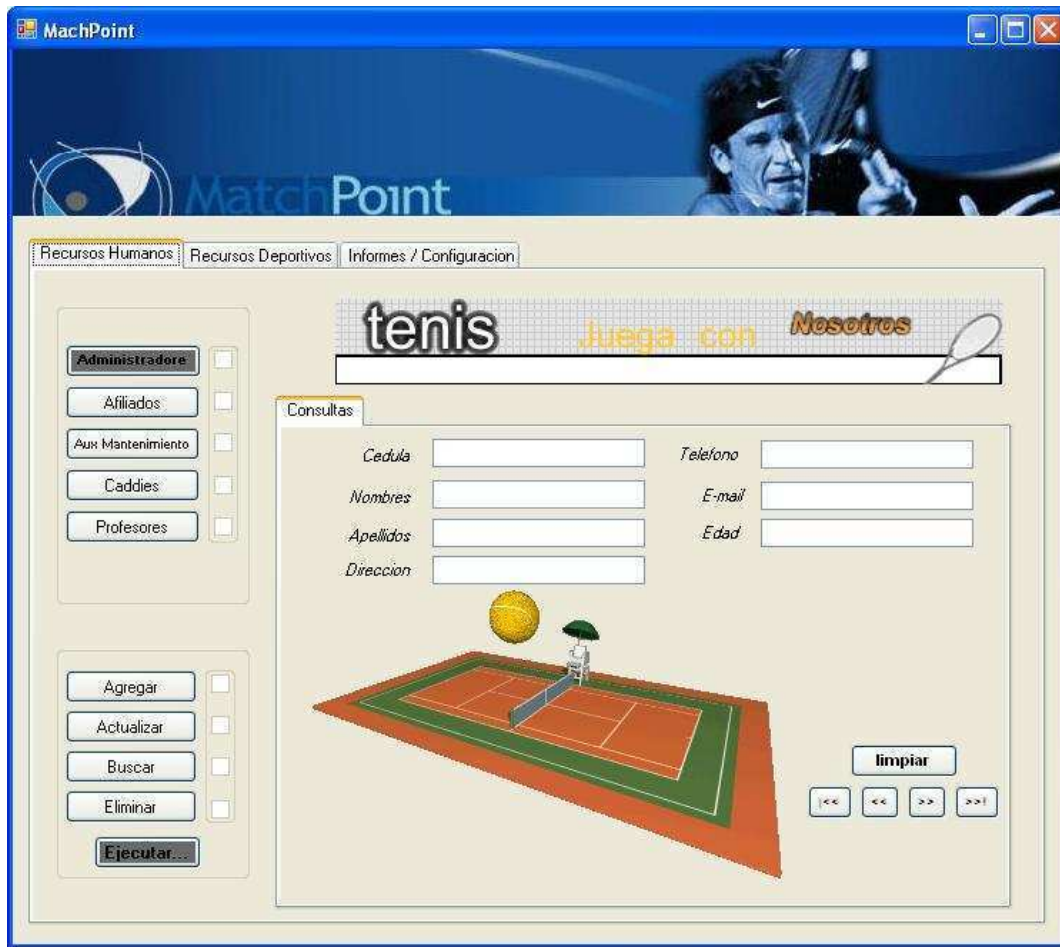 MachPoint
MatchPoint
Recursos Humanos
Recursos Deportivos
Informes / Configuracion
tenis
Juega con
Nosotros
Administradore
Afiliados
Aux Mantenimiento
Caddies
Profesores
Consultas
Cedula
Telefono
Nombres
E-mail
Apellidos
Edad
Direccion
Agregar
Actualizar
Buscar
Eliminar
Ejecutar...
limpiar
|<<
<<
>>
>>!